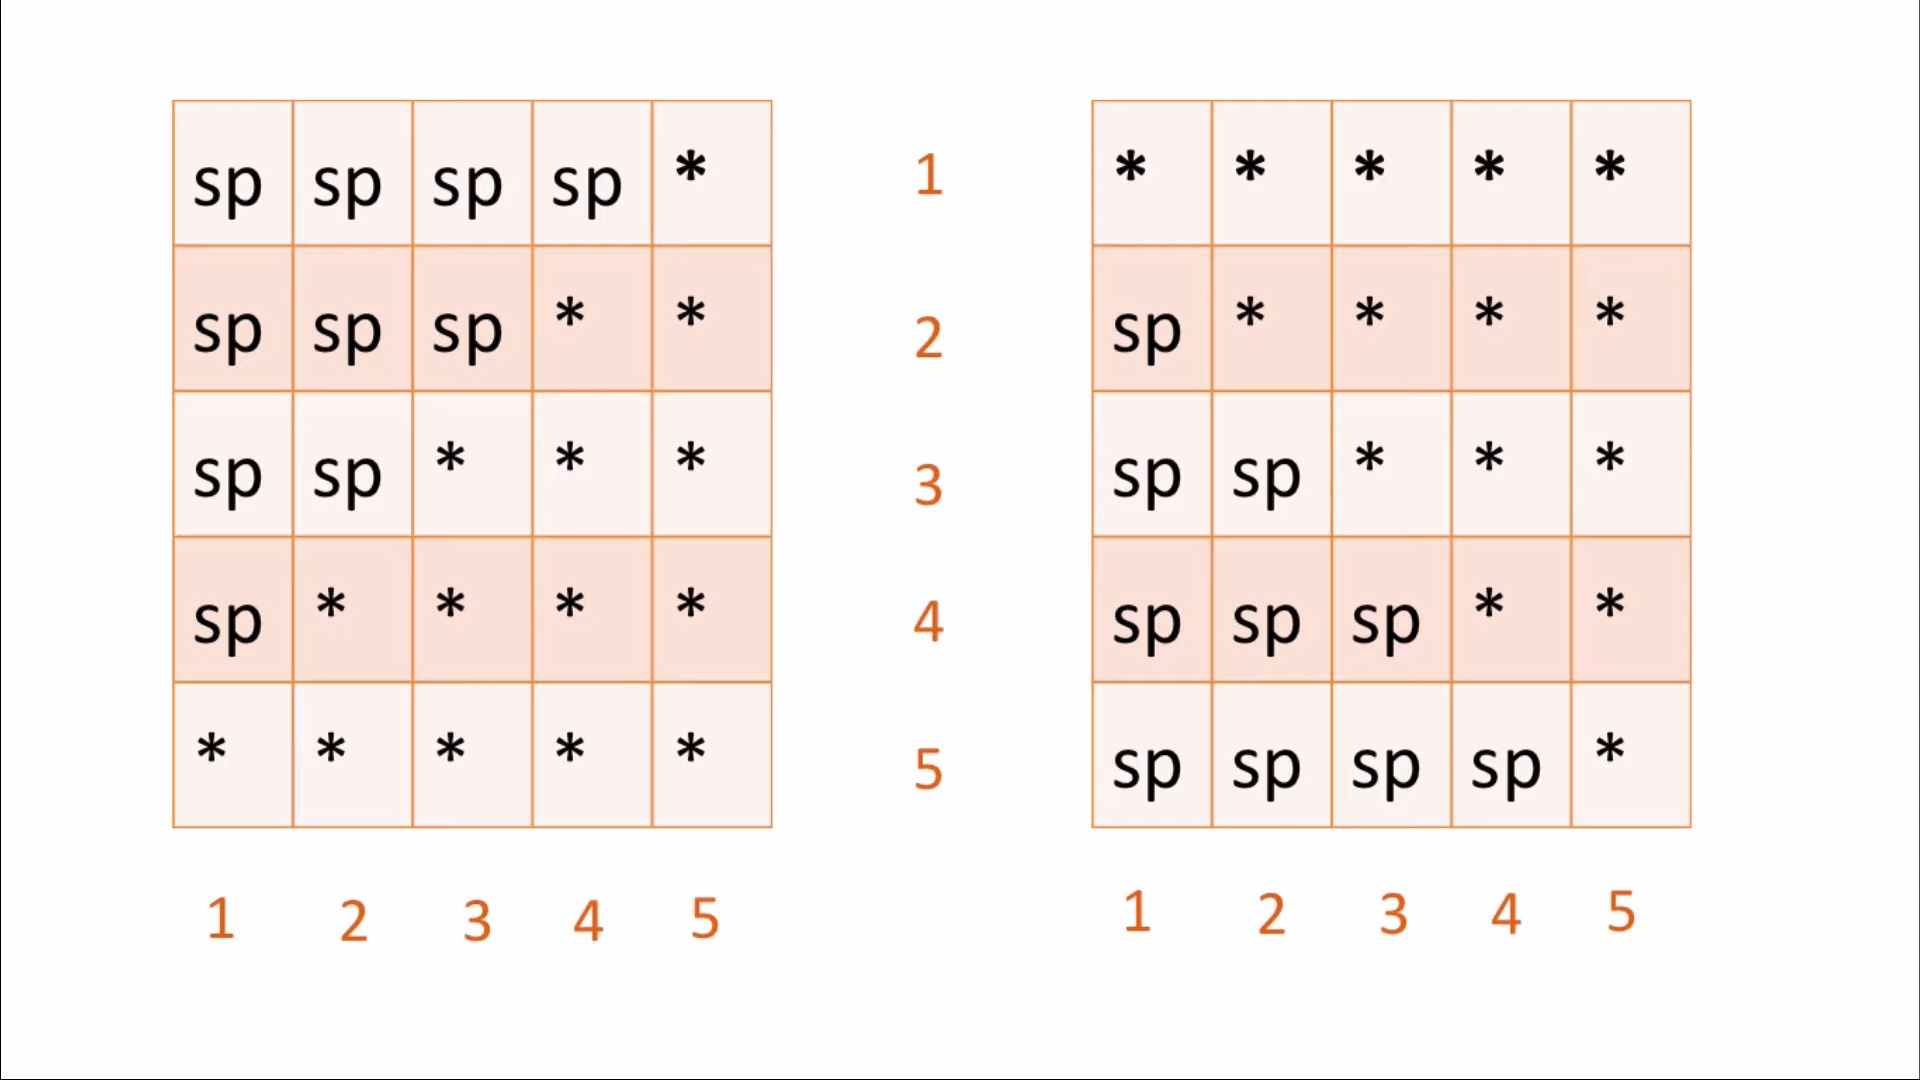 sp sp sp sp * 1 * * * * *
sp sp sp * * 2 sp * * * *
sp sp * * * 3 sp sp * * *
sp * * * * 4 sp sp sp * *
* * * * * 5 sp sp sp sp *
1 2 3 4 5 1 2 3 4 5